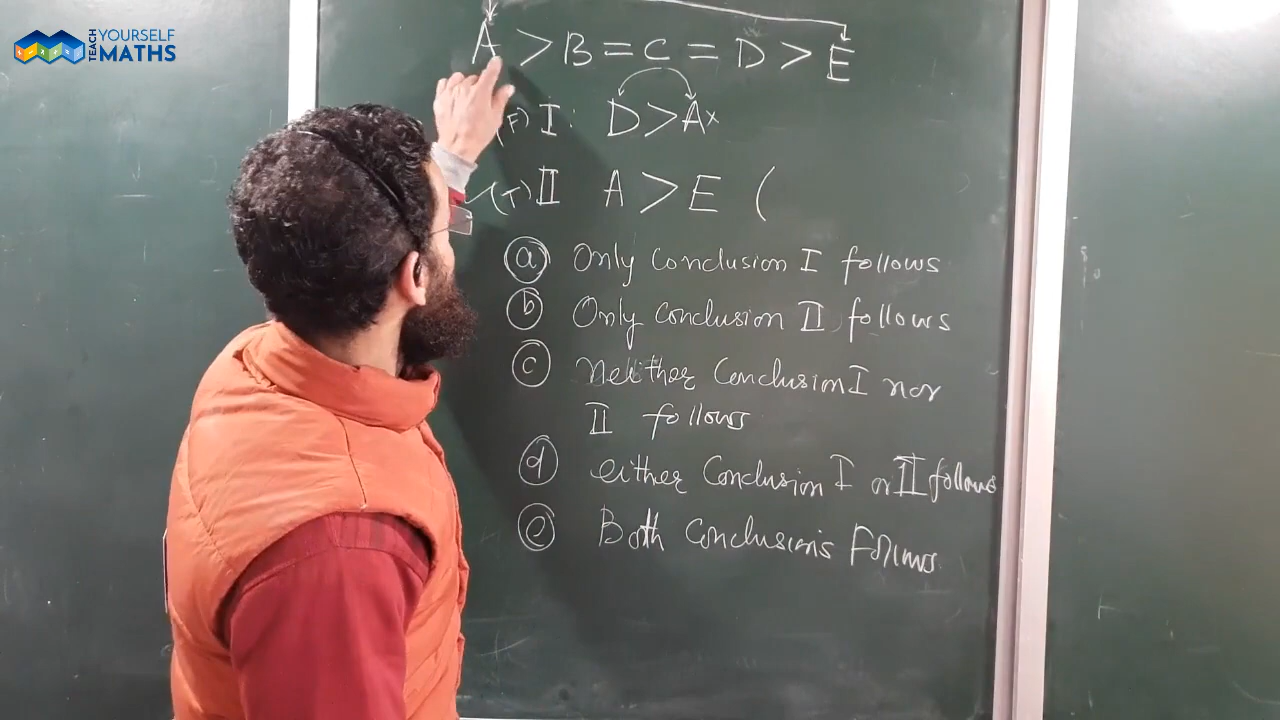 TEACH YOURSELF MATHS
A > B = C = D > E
(F) I : D > A x
(T) II A > E (
(a) Only conclusion I follows
(b) Only conclusion II follows
(c) neither conclusion I nor
II follows
(d) either conclusion I or II follows
(e) Both conclusions Follows